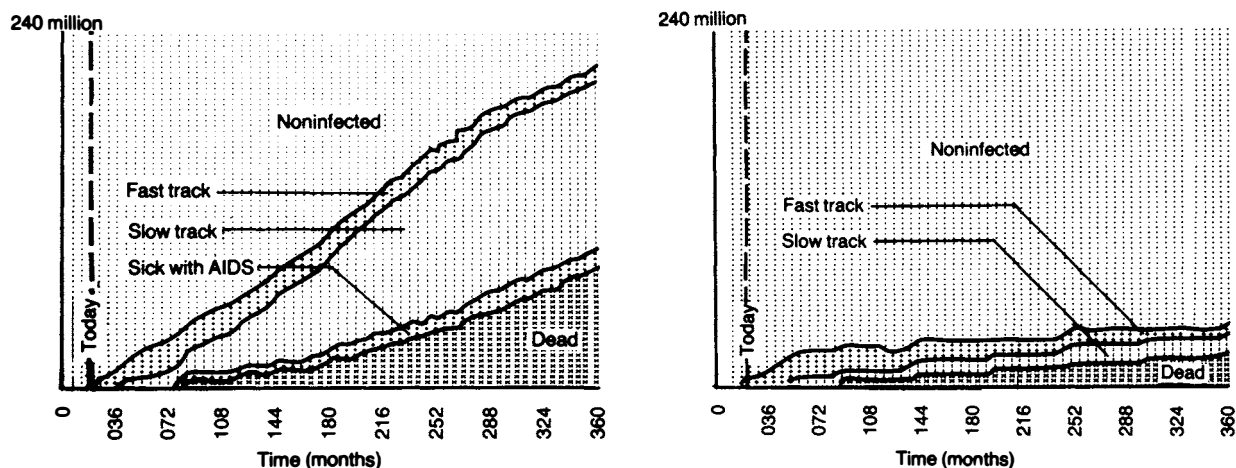 240 million
Noninfected
Fast track
Slow track
Sick with AIDS
Today
Dead
0
036
072
108
180
216
252
288
324
360
Time (months)
240 million
Noninfected
Fast track
Slow track
Today
Dead
0
036
072
108
144
180
216
252
288
324
360
Time (months)